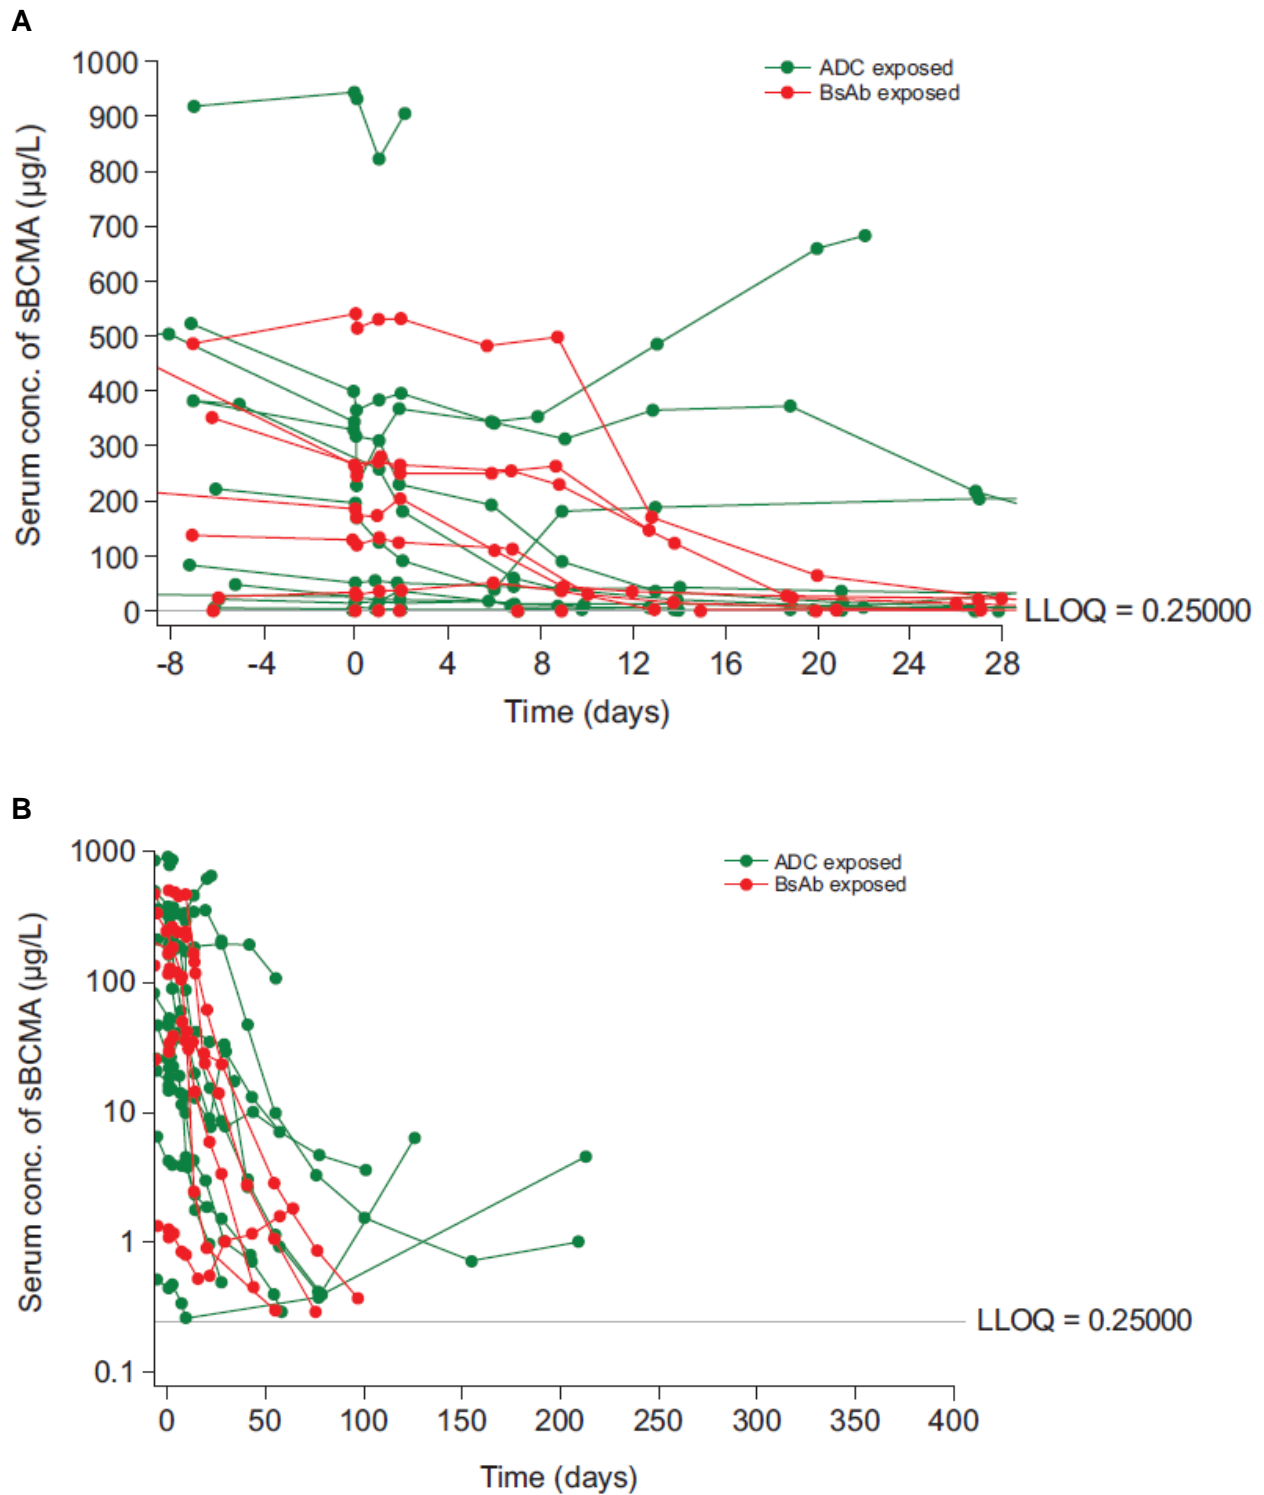 A
1000
900
800
700
600
500
400
300
200
100
0
Serum conc. of sBCMA (µg/L)
ADC exposed
BsAb exposed
LLOQ = 0.25000
-8 -4 0 4 8 12 16 20 24 28
Time (days)
B
1000
100
10
1
0.1
Serum conc. of sBCMA (µg/L)
ADC exposed
BsAb exposed
LLOQ = 0.25000
0 50 100 150 200 250 300 350 400
Time (days)